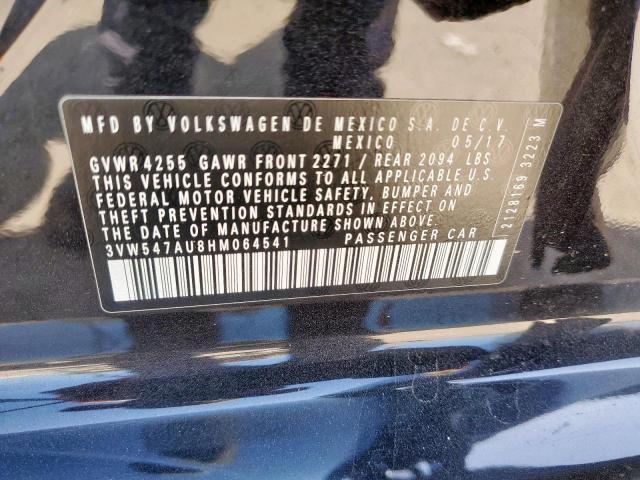 MFD BY VOLKSWAGEN DE MEXICO S.A. DE C.V.
MEXICO 05/17
GVWR 4255 GAWR FRONT 2271 / REAR 2094 LBS
THIS VEHICLE CONFORMS TO ALL APPLICABLE U.S.
FEDERAL MOTOR VEHICLE SAFETY, BUMPER AND
THEFT PREVENTION STANDARDS IN EFFECT ON
THE DATE OF MANUFACTURE SHOWN ABOVE.
3VW547AU8HM064541 PASSENGER CAR
2128169 3223 M